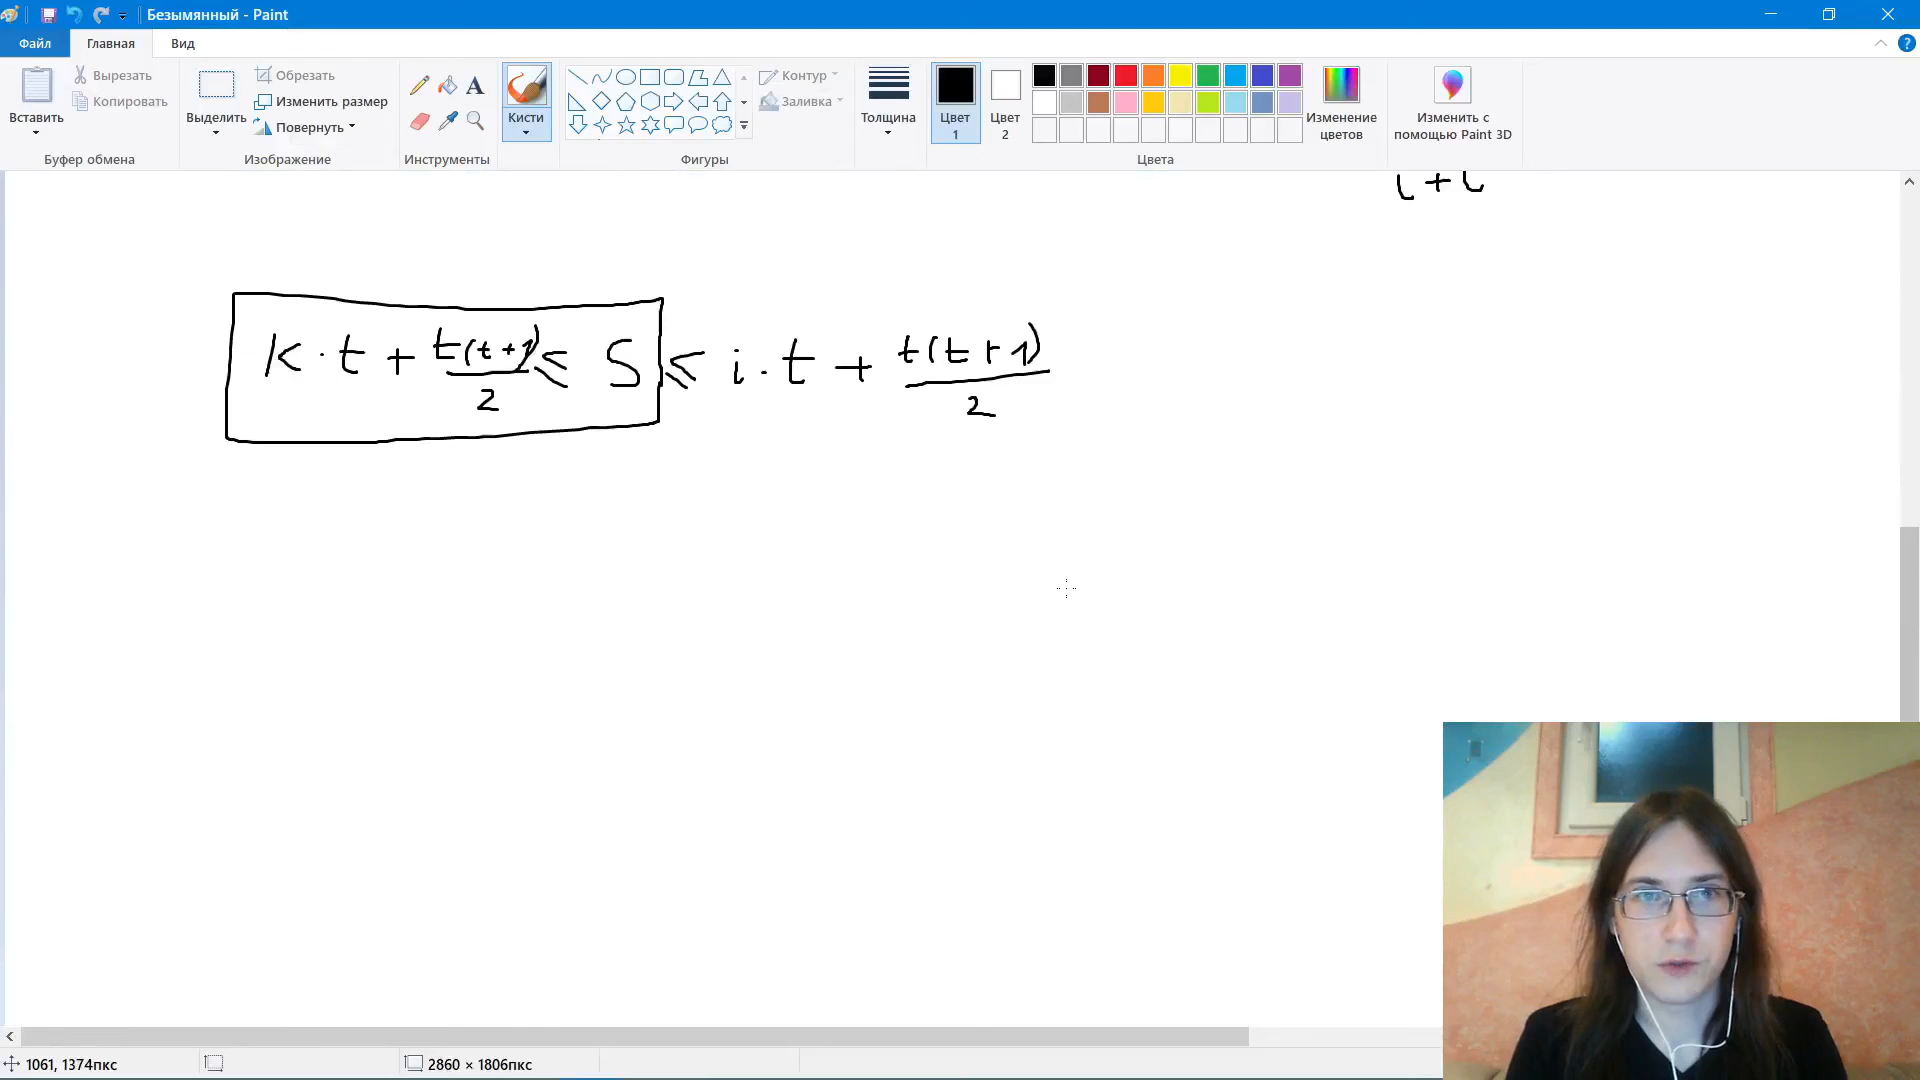 Безымянный - Paint
Файл Главная Вид
Вставить
Вырезать
Копировать
Буфер обмена
Выделить
Обрезать
Изменить размер
Повернуть
Изображение
A
Инструменты
Кисти
Контур
Заливка
Фигуры
Толщина
Цвет 1
Цвет 2
Изменение цветов
Цвета
Изменить с помощью Paint 3D
K · t + t(t+1)/2 ≤ S ≤ i · t + t(t+1)/2
1061, 1374пкс
2860 × 1806пкс